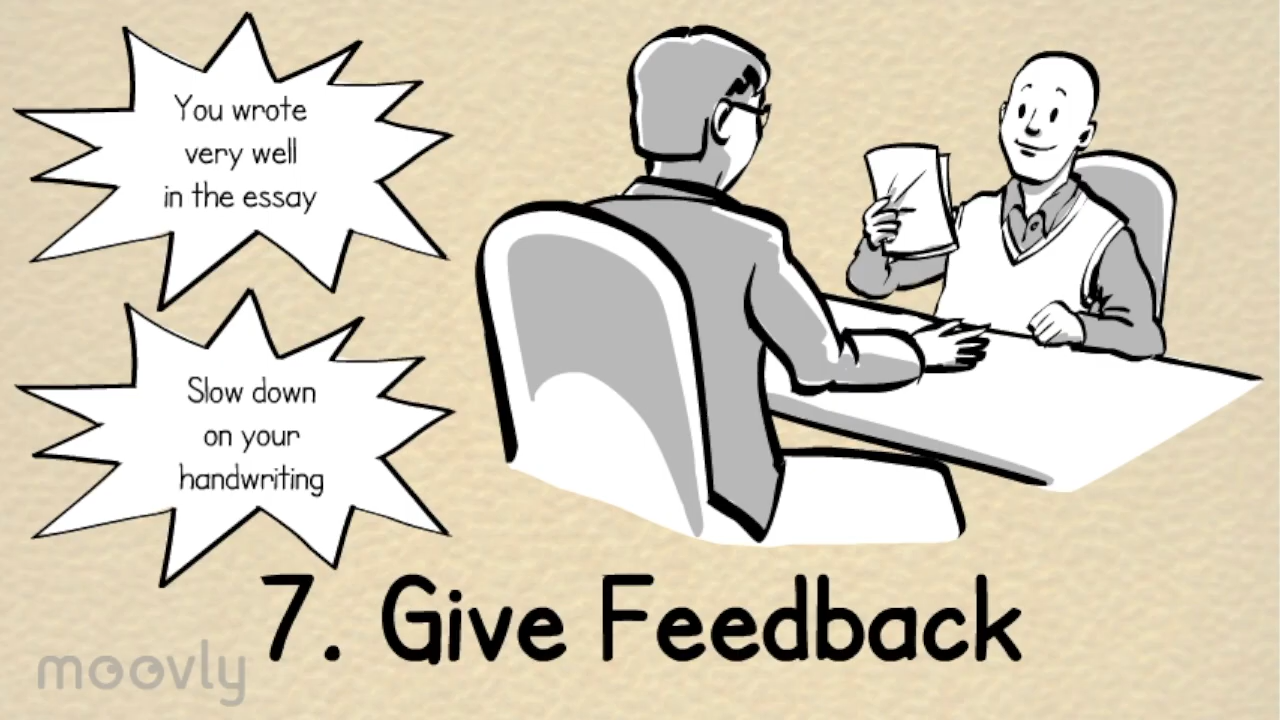 You wrote
very well
in the essay
Slow down
on your
handwriting
7. Give Feedback
moovly